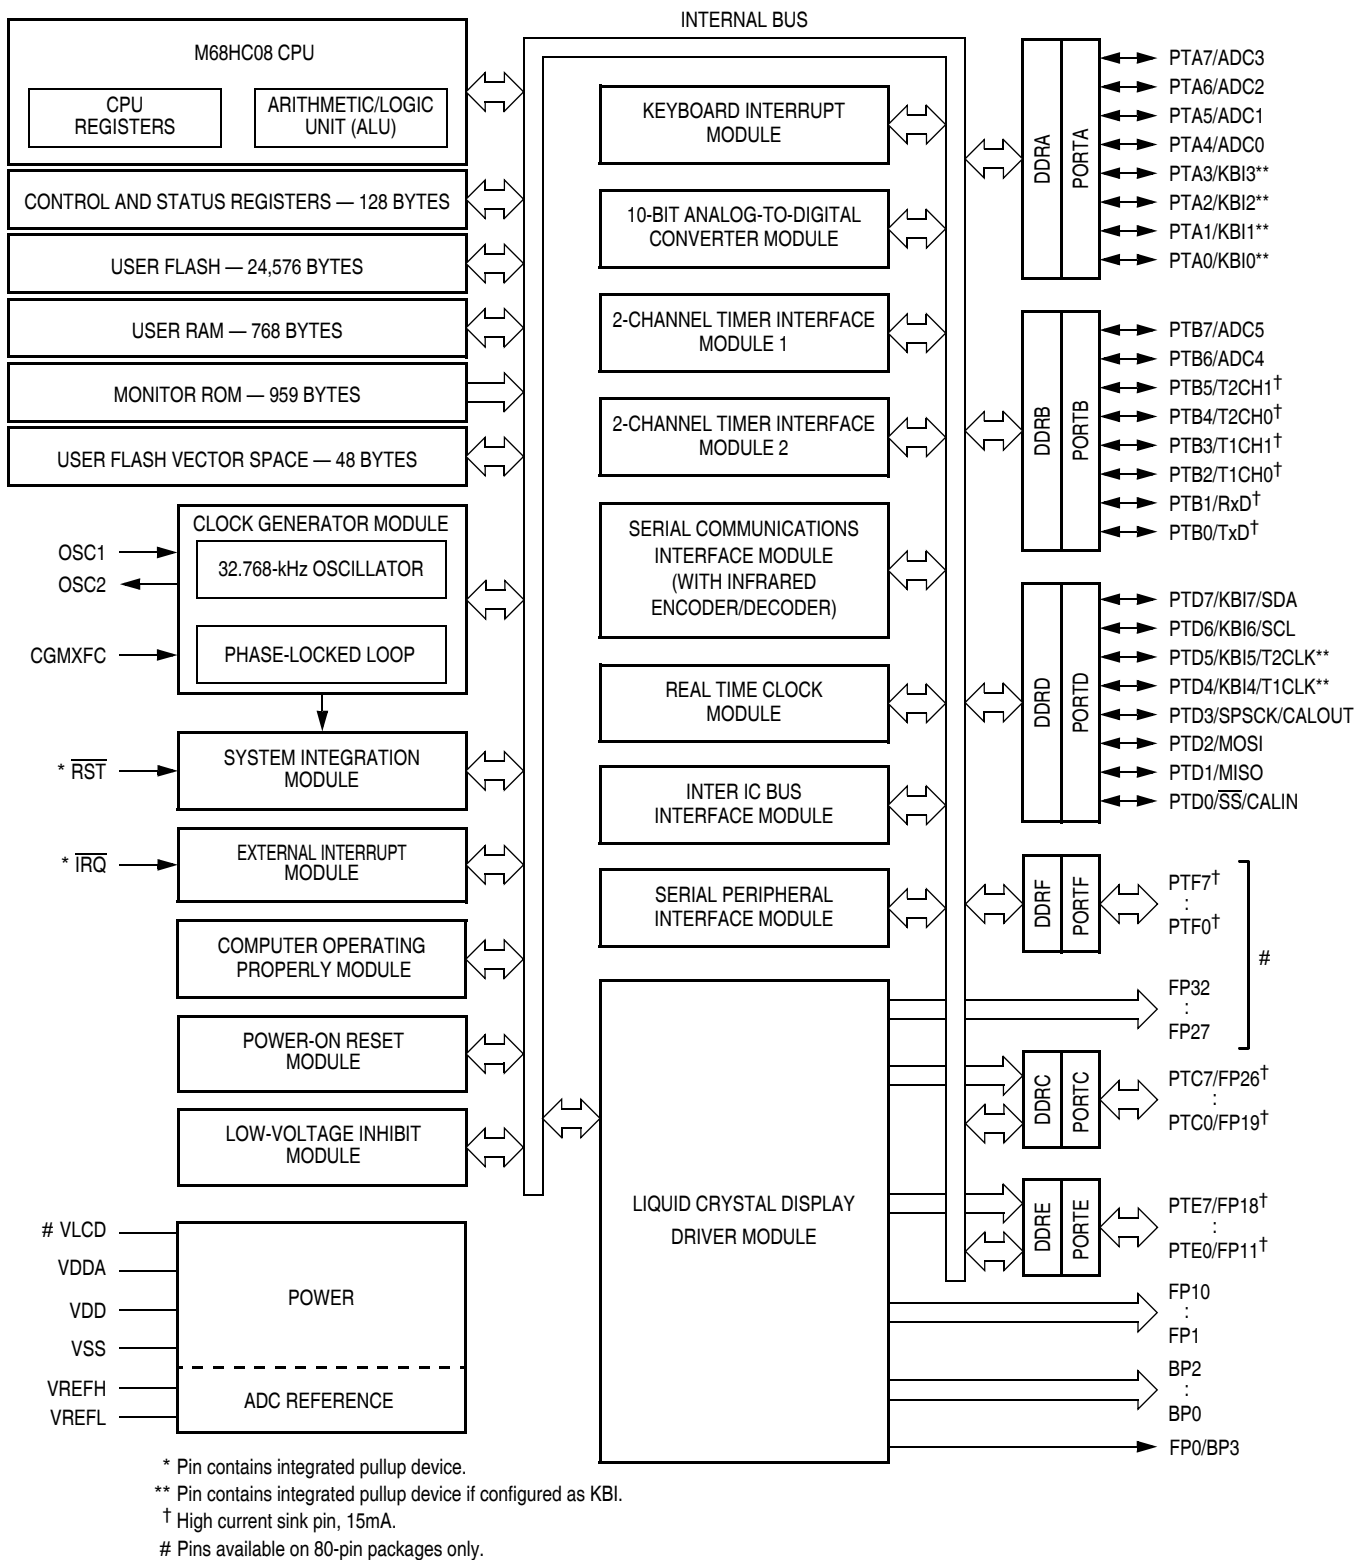 INTERNAL BUS
M68HC08 CPU
CPU
REGISTERS
ARITHMETIC/LOGIC
UNIT (ALU)
CONTROL AND STATUS REGISTERS — 128 BYTES
USER FLASH — 24,576 BYTES
USER RAM — 768 BYTES
MONITOR ROM — 959 BYTES
USER FLASH VECTOR SPACE — 48 BYTES
CLOCK GENERATOR MODULE
32.768-kHz OSCILLATOR
PHASE-LOCKED LOOP
OSC1
OSC2
CGMXFC
SYSTEM INTEGRATION
MODULE
* R̅S̅T̅
EXTERNAL INTERRUPT
MODULE
* I̅R̅Q̅
COMPUTER OPERATING
PROPERLY MODULE
POWER-ON RESET
MODULE
LOW-VOLTAGE INHIBIT
MODULE
# VLCD
VDDA
VDD
VSS
VREFH
VREFL
POWER
ADC REFERENCE
KEYBOARD INTERRUPT
MODULE
10-BIT ANALOG-TO-DIGITAL
CONVERTER MODULE
2-CHANNEL TIMER INTERFACE
MODULE 1
2-CHANNEL TIMER INTERFACE
MODULE 2
SERIAL COMMUNICATIONS
INTERFACE MODULE
(WITH INFRARED
ENCODER/DECODER)
REAL TIME CLOCK
MODULE
INTER IC BUS
INTERFACE MODULE
SERIAL PERIPHERAL
INTERFACE MODULE
LIQUID CRYSTAL DISPLAY
DRIVER MODULE
DDRA
PORTA
PTA7/ADC3
PTA6/ADC2
PTA5/ADC1
PTA4/ADC0
PTA3/KBI3**
PTA2/KBI2**
PTA1/KBI1**
PTA0/KBI0**
DDRB
PORTB
PTB7/ADC5
PTB6/ADC4
PTB5/T2CH1†
PTB4/T2CH0†
PTB3/T1CH1†
PTB2/T1CH0†
PTB1/RxD†
PTB0/TxD†
DDRD
PORTD
PTD7/KBI7/SDA
PTD6/KBI6/SCL
PTD5/KBI5/T2CLK**
PTD4/KBI4/T1CLK**
PTD3/SPSCK/CALOUT
PTD2/MOSI
PTD1/MISO
PTD0/S̅S̅/CALIN
DDRF
PORTF
PTF7†
:
PTF0†
#
FP32
:
FP27
DDRC
PORTC
PTC7/FP26†
:
PTC0/FP19†
DDRE
PORTE
PTE7/FP18†
:
PTE0/FP11†
FP10
:
FP1
BP2
:
BP0
FP0/BP3
* Pin contains integrated pullup device.
** Pin contains integrated pullup device if configured as KBI.
† High current sink pin, 15mA.
# Pins available on 80-pin packages only.